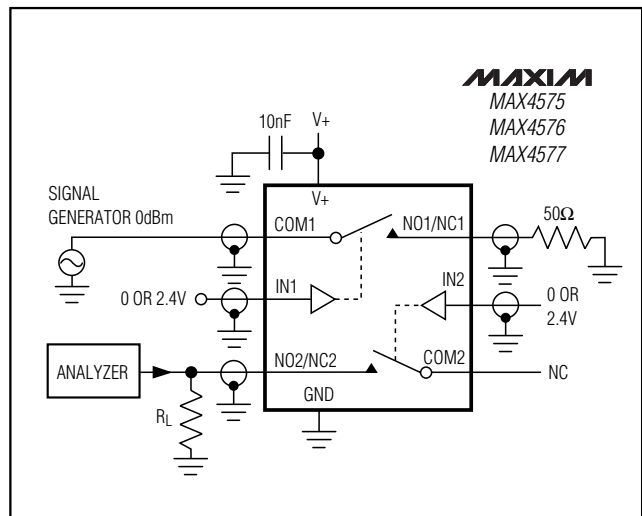 MAXIM
MAX4575
MAX4576
MAX4577
10nF
V+
V+
SIGNAL
GENERATOR 0dBm
COM1
NO1/NC1
50Ω
0 OR 2.4V
IN1
IN2
0 OR
2.4V
ANALYZER
NO2/NC2
COM2
NC
GND
RL